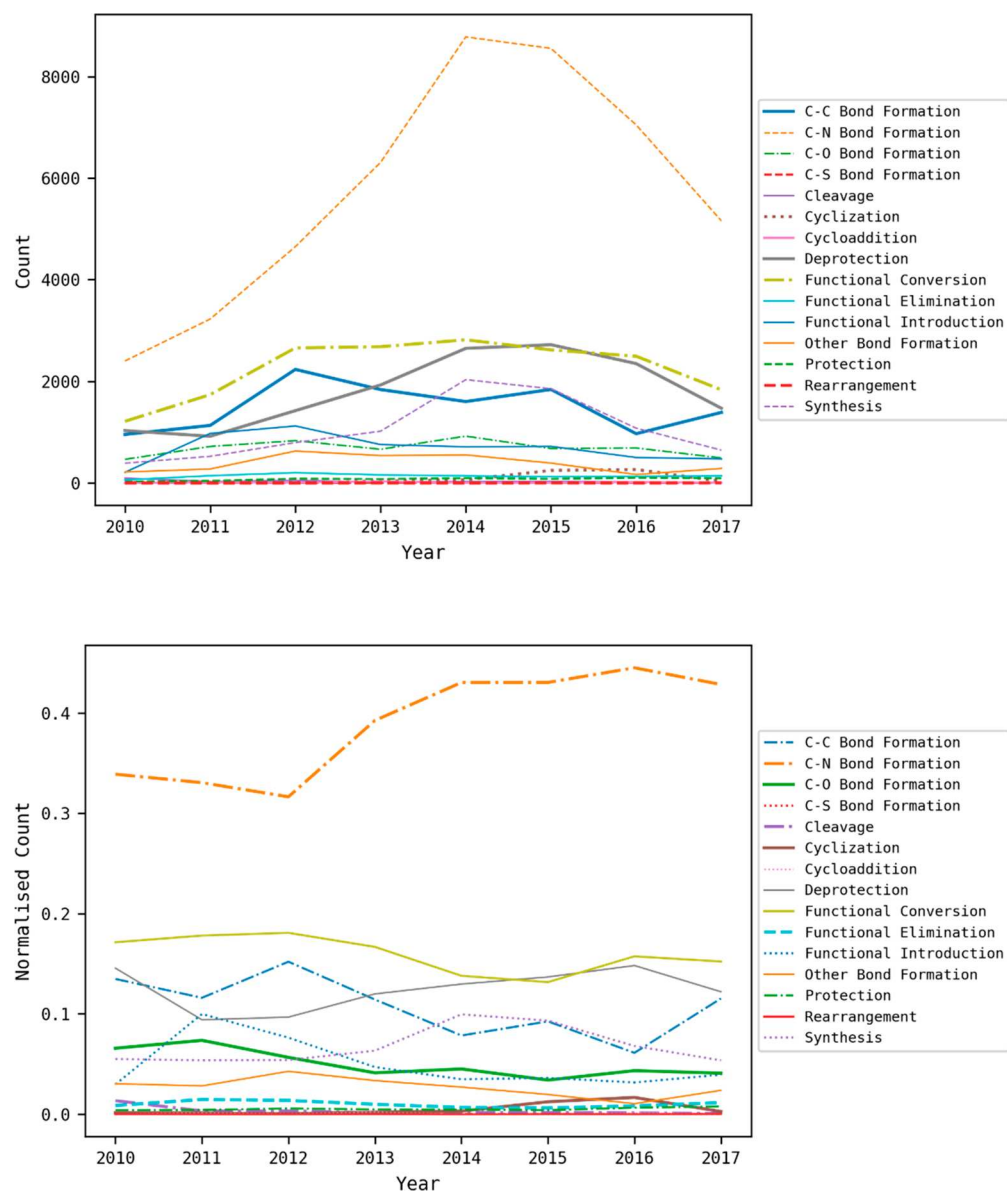 8000
6000
4000
2000
0
Count
2010 2011 2012 2013 2014 2015 2016 2017
Year
C-C Bond Formation
C-N Bond Formation
C-O Bond Formation
C-S Bond Formation
Cleavage
Cyclization
Cycloaddition
Deprotection
Functional Conversion
Functional Elimination
Functional Introduction
Other Bond Formation
Protection
Rearrangement
Synthesis
0.4
0.3
0.2
0.1
0.0
Normalised Count
2010 2011 2012 2013 2014 2015 2016 2017
Year
C-C Bond Formation
C-N Bond Formation
C-O Bond Formation
C-S Bond Formation
Cleavage
Cyclization
Cycloaddition
Deprotection
Functional Conversion
Functional Elimination
Functional Introduction
Other Bond Formation
Protection
Rearrangement
Synthesis